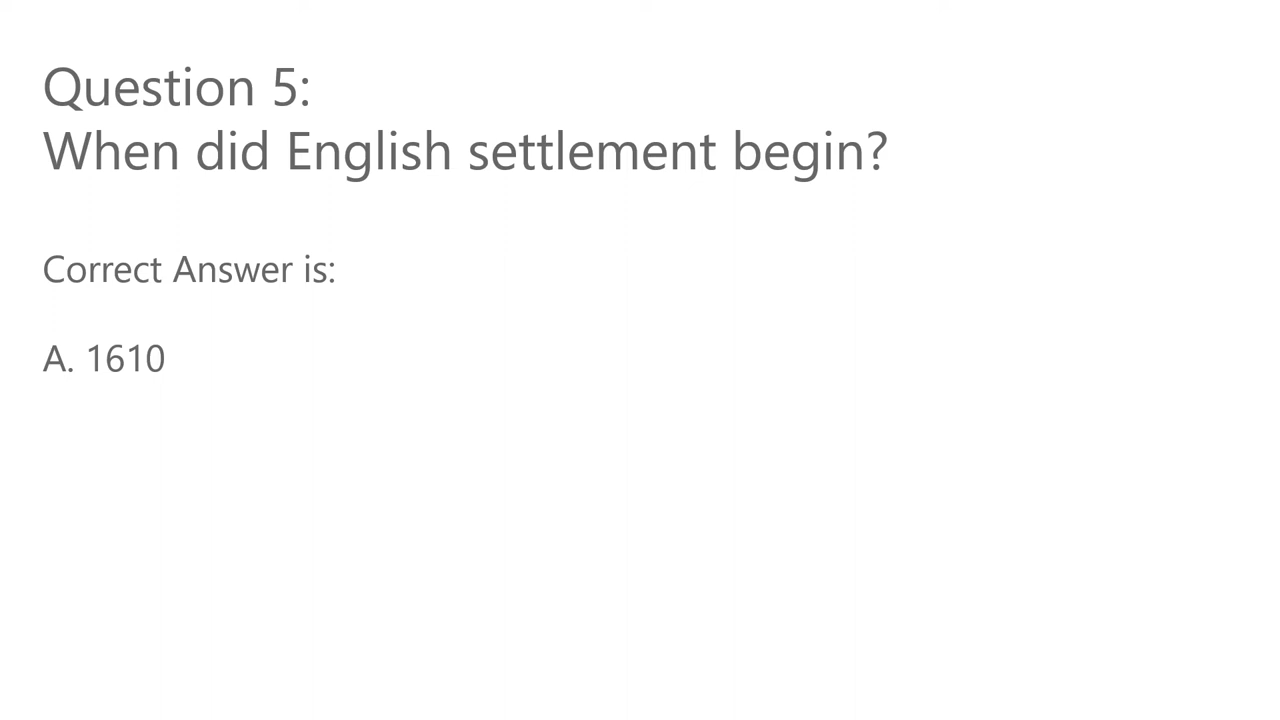 Question 5:
When did English settlement begin?
Correct Answer is:
A. 1610